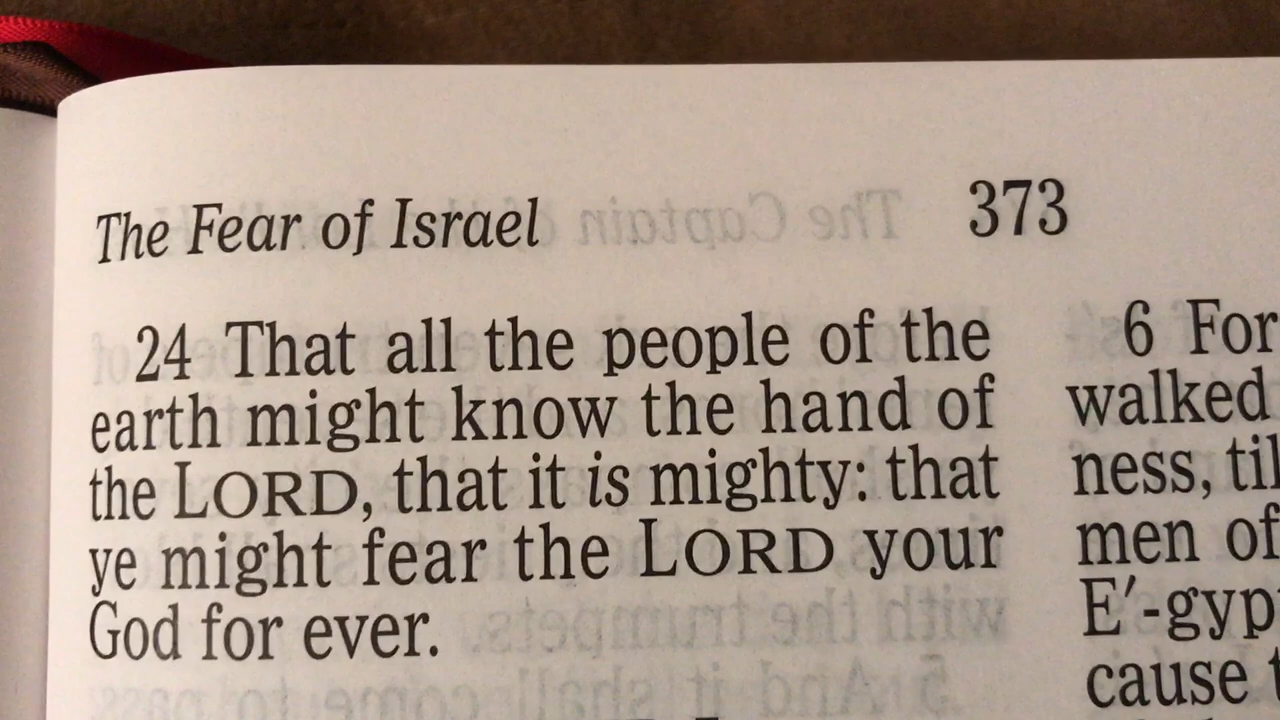 The Fear of Israel 373
24 That all the people of the
earth might know the hand of
the LORD, that it is mighty: that
ye might fear the LORD your
God for ever.
6 For
walked
ness, til
men of
E′-gyp
cause t